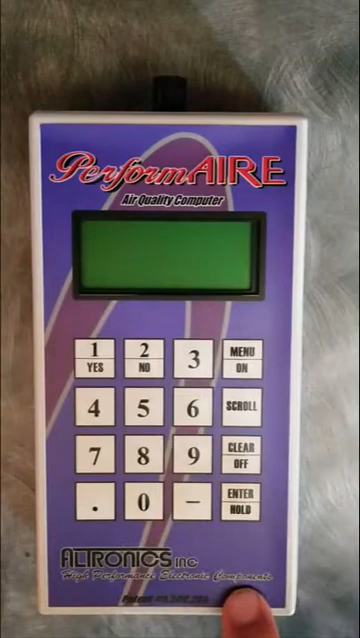 PerformAIRE
Air Quality Computer
1 2 3 MENU
YES NO ON
4 5 6 SCROLL
7 8 9 CLEAR
OFF
. 0 – ENTER
HOLD
ALTRONICS INC
High Performance Electronic Components
Patent